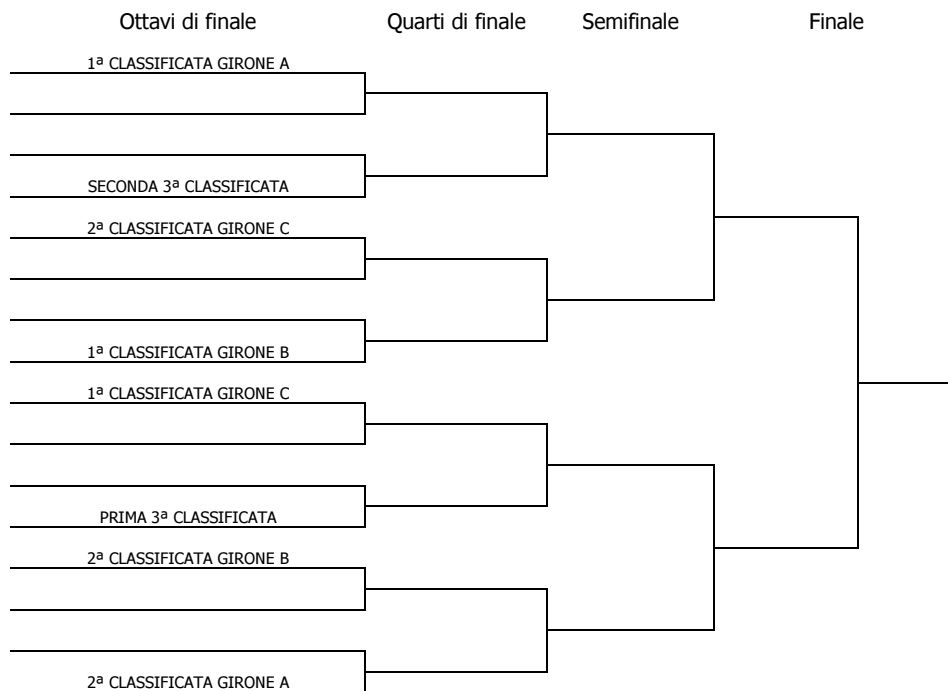 Ottavi di finale Quarti di finale Semifinale Finale
1ª CLASSIFICATA GIRONE A
SECONDA 3ª CLASSIFICATA
2ª CLASSIFICATA GIRONE C
1ª CLASSIFICATA GIRONE B
1ª CLASSIFICATA GIRONE C
PRIMA 3ª CLASSIFICATA
2ª CLASSIFICATA GIRONE B
2ª CLASSIFICATA GIRONE A